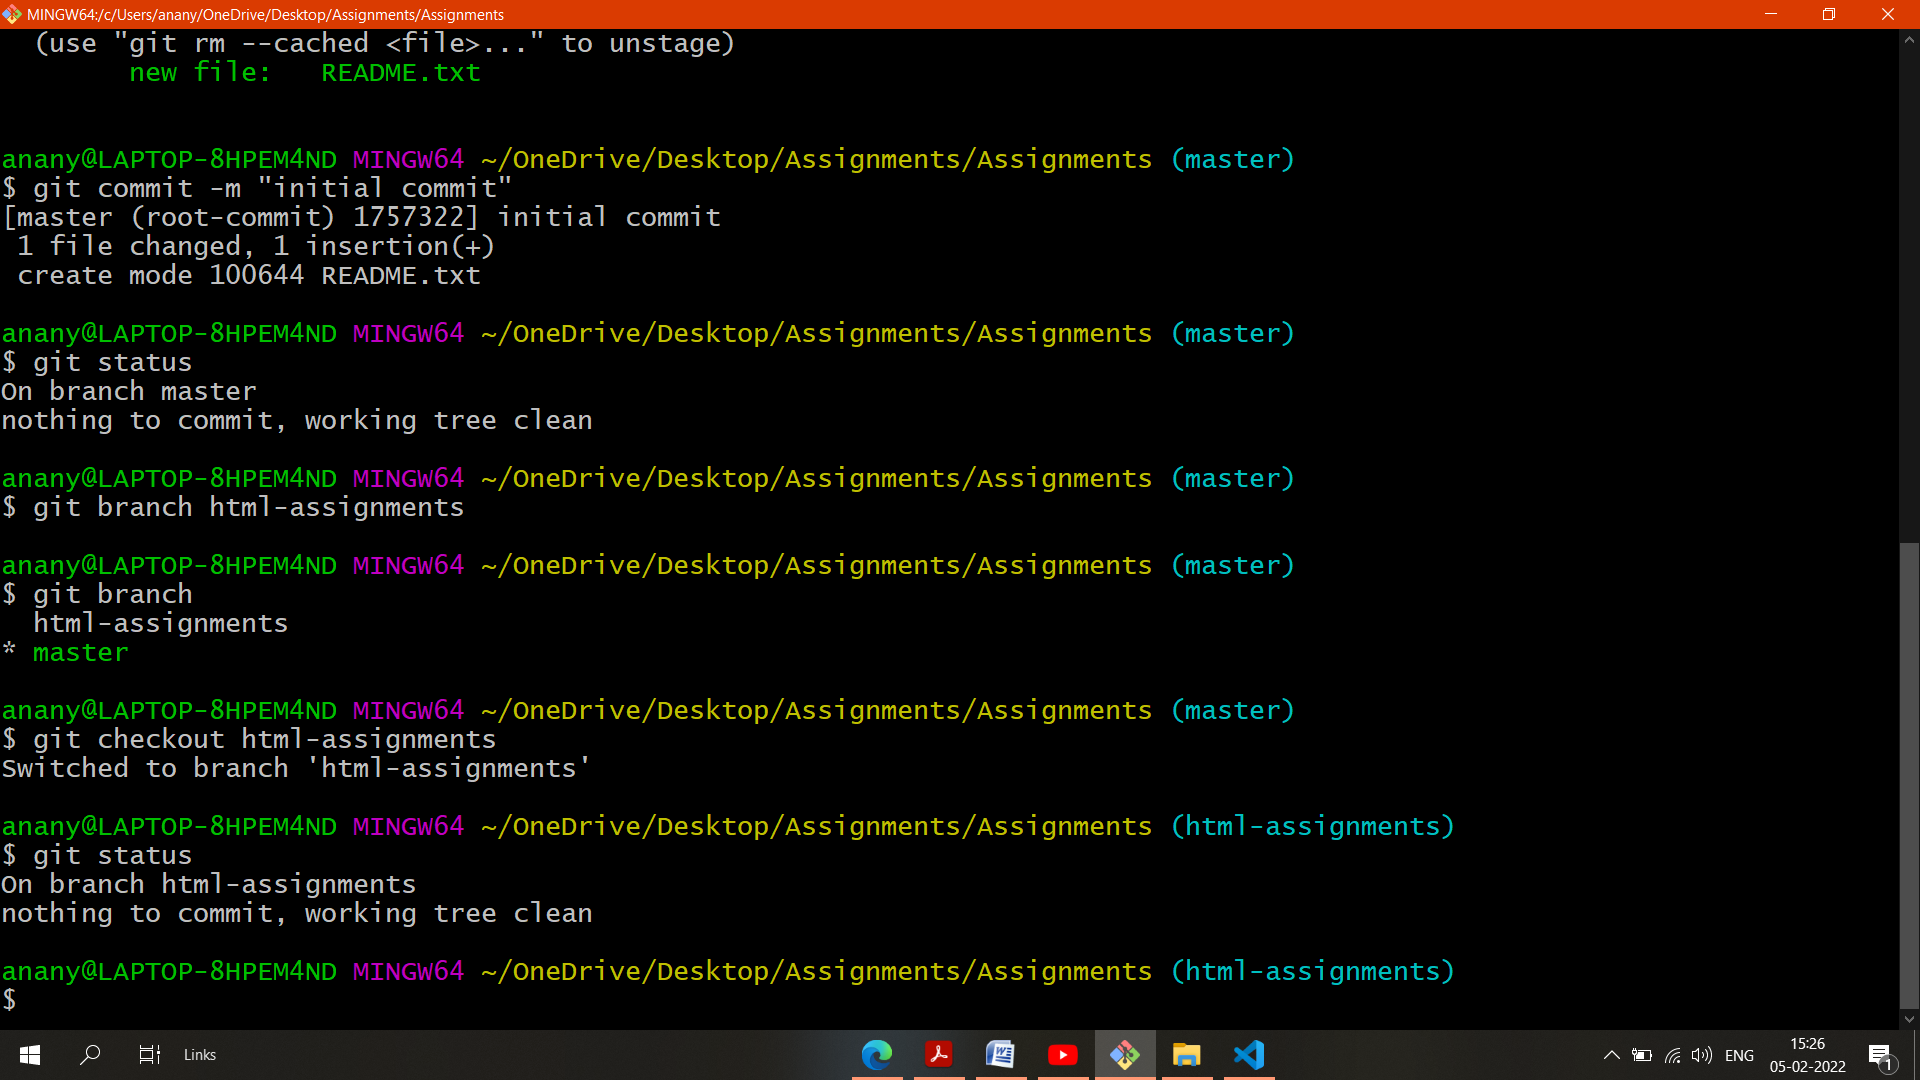 MINGW64:/c/Users/anany/OneDrive/Desktop/Assignments/Assignments
(use "git rm --cached <file>..." to unstage)
new file:   README.txt
anany@LAPTOP-8HPEM4ND MINGW64 ~/OneDrive/Desktop/Assignments/Assignments (master)
$ git commit -m "initial commit"
[master (root-commit) 1757322] initial commit
1 file changed, 1 insertion(+)
create mode 100644 README.txt
anany@LAPTOP-8HPEM4ND MINGW64 ~/OneDrive/Desktop/Assignments/Assignments (master)
$ git status
On branch master
nothing to commit, working tree clean
anany@LAPTOP-8HPEM4ND MINGW64 ~/OneDrive/Desktop/Assignments/Assignments (master)
$ git branch html-assignments
anany@LAPTOP-8HPEM4ND MINGW64 ~/OneDrive/Desktop/Assignments/Assignments (master)
$ git branch
html-assignments
* master
anany@LAPTOP-8HPEM4ND MINGW64 ~/OneDrive/Desktop/Assignments/Assignments (master)
$ git checkout html-assignments
Switched to branch 'html-assignments'
anany@LAPTOP-8HPEM4ND MINGW64 ~/OneDrive/Desktop/Assignments/Assignments (html-assignments)
$ git status
On branch html-assignments
nothing to commit, working tree clean
anany@LAPTOP-8HPEM4ND MINGW64 ~/OneDrive/Desktop/Assignments/Assignments (html-assignments)
$
Links
ENG
15:26
05-02-2022
1